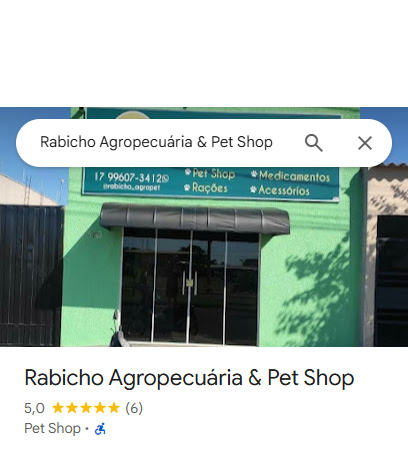 Rabicho Agropecuária & Pet Shop
17 99607-3412
Pet Shop
Medicamentos
@rabicho_agropet
Rações
Acessórios
Rabicho Agropecuária & Pet Shop
5,0 ★★★★★ (6)
Pet Shop ·